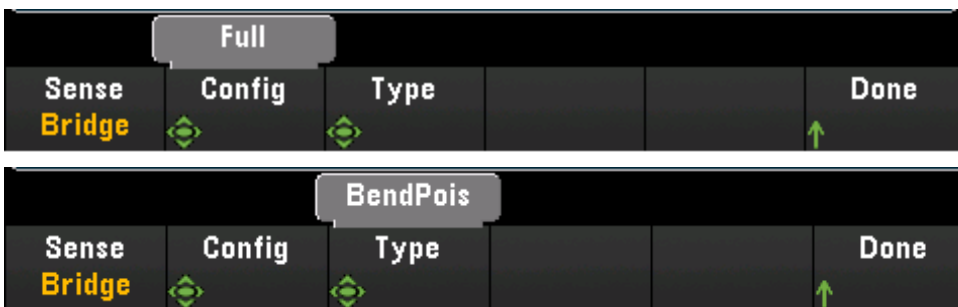 Full
Sense Config Type Done
Bridge
BendPois
Sense Config Type Done
Bridge